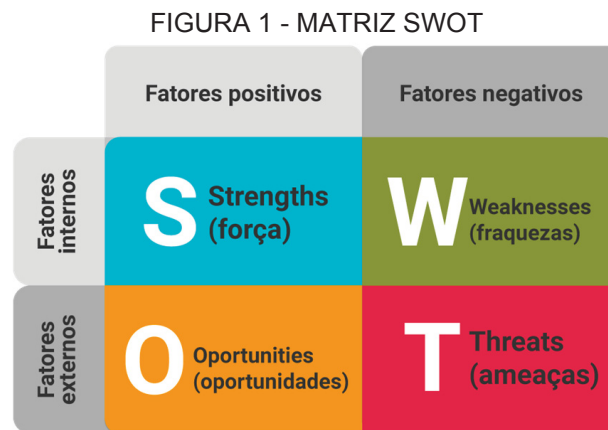 FIGURA 1 - MATRIZ SWOT
Fatores positivos
Fatores negativos
Fatores
internos
S
Strengths
(força)
W
Weaknesses
(fraquezas)
Fatores
externos
O
Oportunities
(oportunidades)
T
Threats
(ameaças)